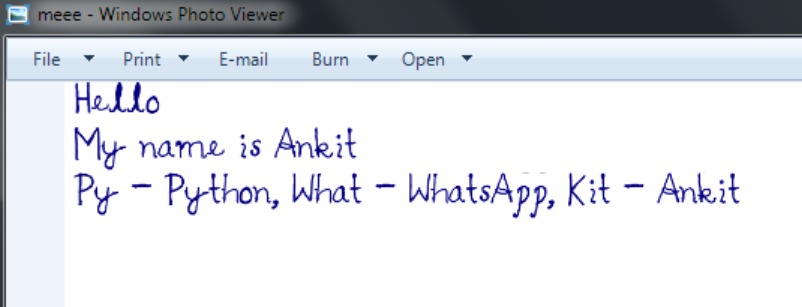 meee - Windows Photo Viewer
File Print E-mail Burn Open
Hello
My name is Ankit
Py - Python, What - WhatsApp, Kit - Ankit